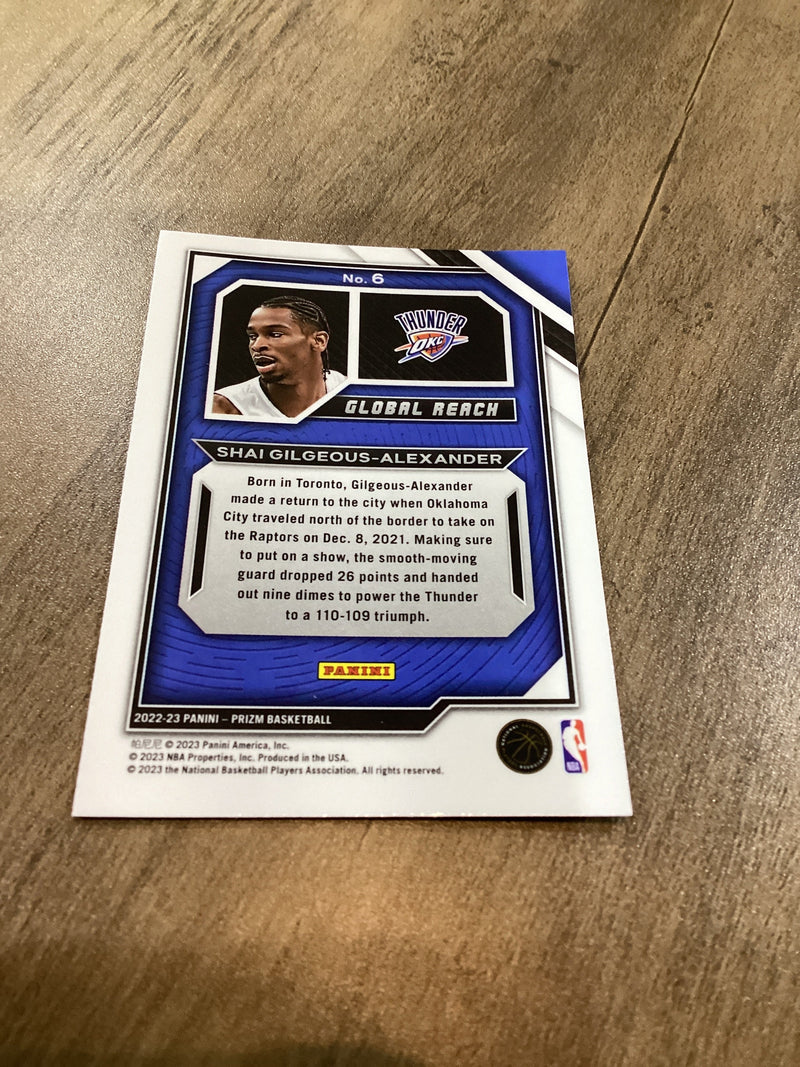 No. 6
THUNDER
OKC
GLOBAL REACH
SHAI GILGEOUS-ALEXANDER
Born in Toronto, Gilgeous-Alexander
made a return to the city when Oklahoma
City traveled north of the border to take on
the Raptors on Dec. 8, 2021. Making sure
to put on a show, the smooth-moving
guard dropped 26 points and handed
out nine dimes to power the Thunder
to a 110-109 triumph.
PANINI
2022-23 PANINI – PRIZM BASKETBALL
帕尼尼 © 2023 Panini America, Inc.
© 2023 NBA Properties, Inc. Produced in the USA.
© 2023 the National Basketball Players Association. All rights reserved.
NBA